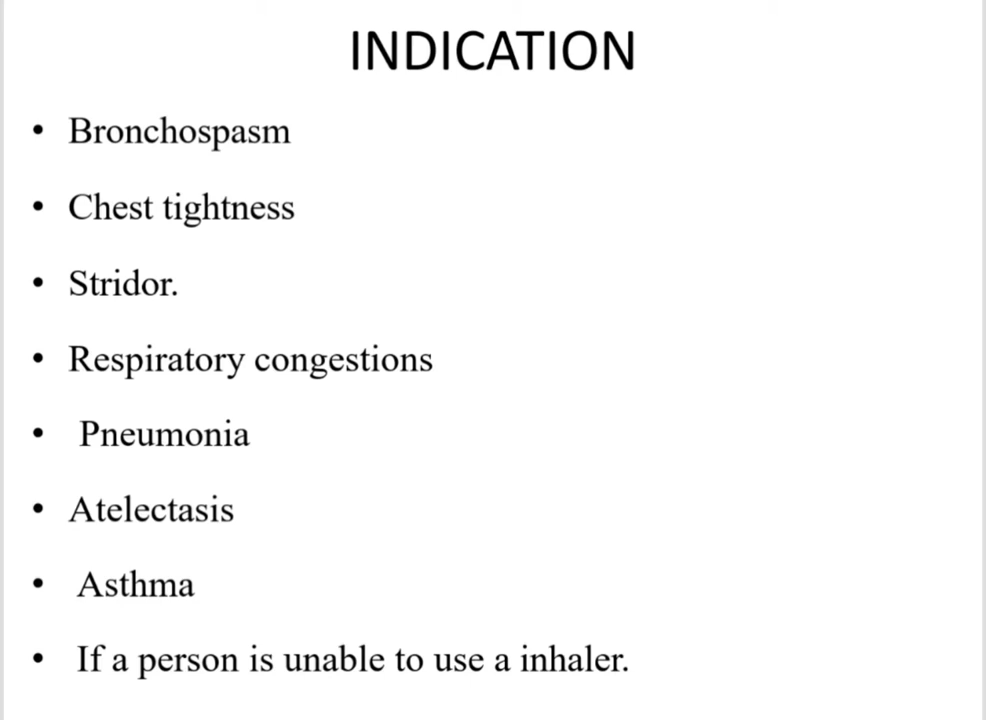 INDICATION
• Bronchospasm
• Chest tightness
• Stridor.
• Respiratory congestions
• Pneumonia
• Atelectasis
• Asthma
• If a person is unable to use a inhaler.